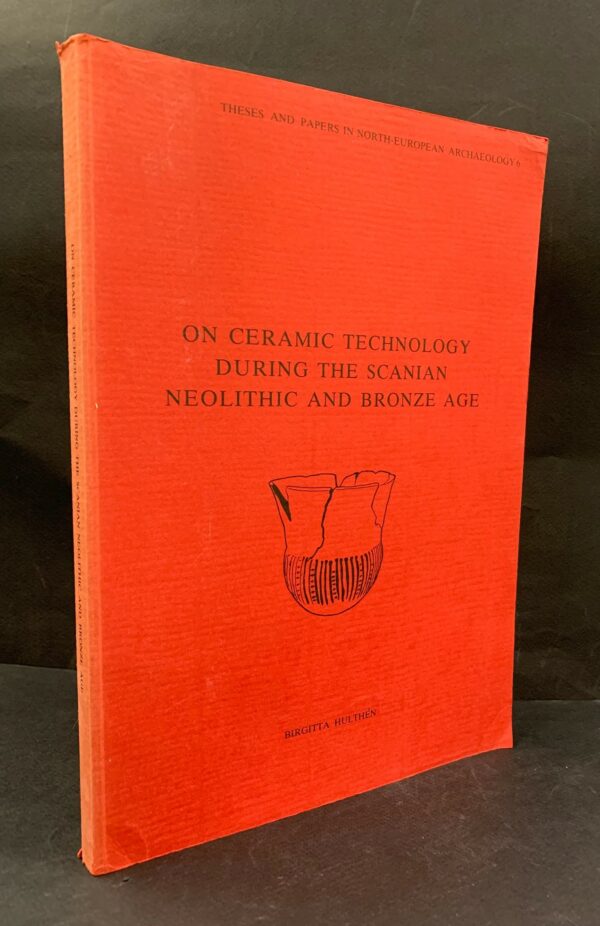 THESES AND PAPERS IN NORTH-EUROPEAN ARCHAEOLOGY 6
ON CERAMIC TECHNOLOGY
DURING THE SCANIAN
NEOLITHIC AND BRONZE AGE
BIRGITTA HULTHÉN
ON CERAMIC TECHNOLOGY DURING THE SCANIAN NEOLITHIC AND BRONZE AGE